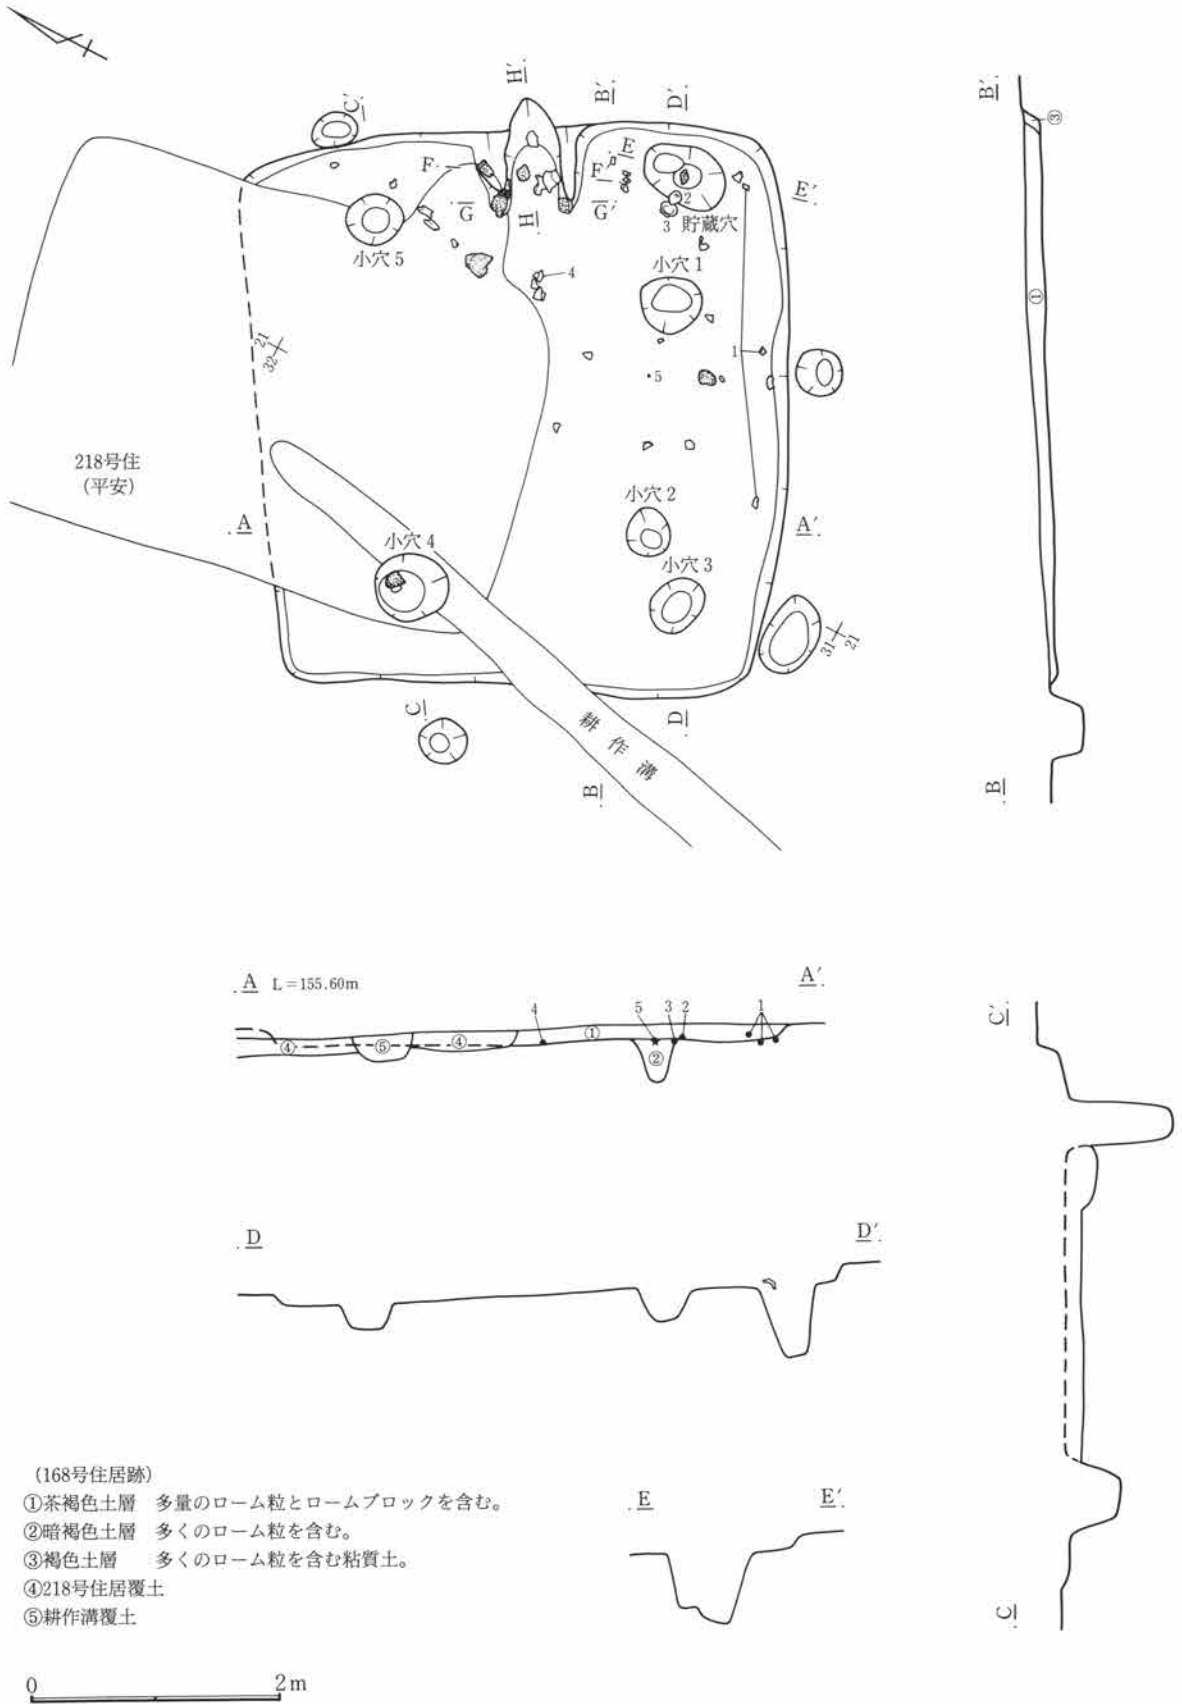 H'
B'
D'
C'
E
F
F'
G
H
G'
E'
2
3 貯蔵穴
小穴5
小穴1
4
1
5
21
32
218号住
(平安)
小穴2
A
A'
小穴4
小穴3
31
21
C
D
耕作溝
B
B'
③
①
B
A L=155.60m
A'
4
5
3
2
1
①
④
⑤
④
②
C'
D
D'
(168号住居跡)
①茶褐色土層 多量のローム粒とロームブロックを含む。
②暗褐色土層 多くのローム粒を含む。
③褐色土層 多くのローム粒を含む粘質土。
④218号住居覆土
⑤耕作溝覆土
E
E'
C
0 2m